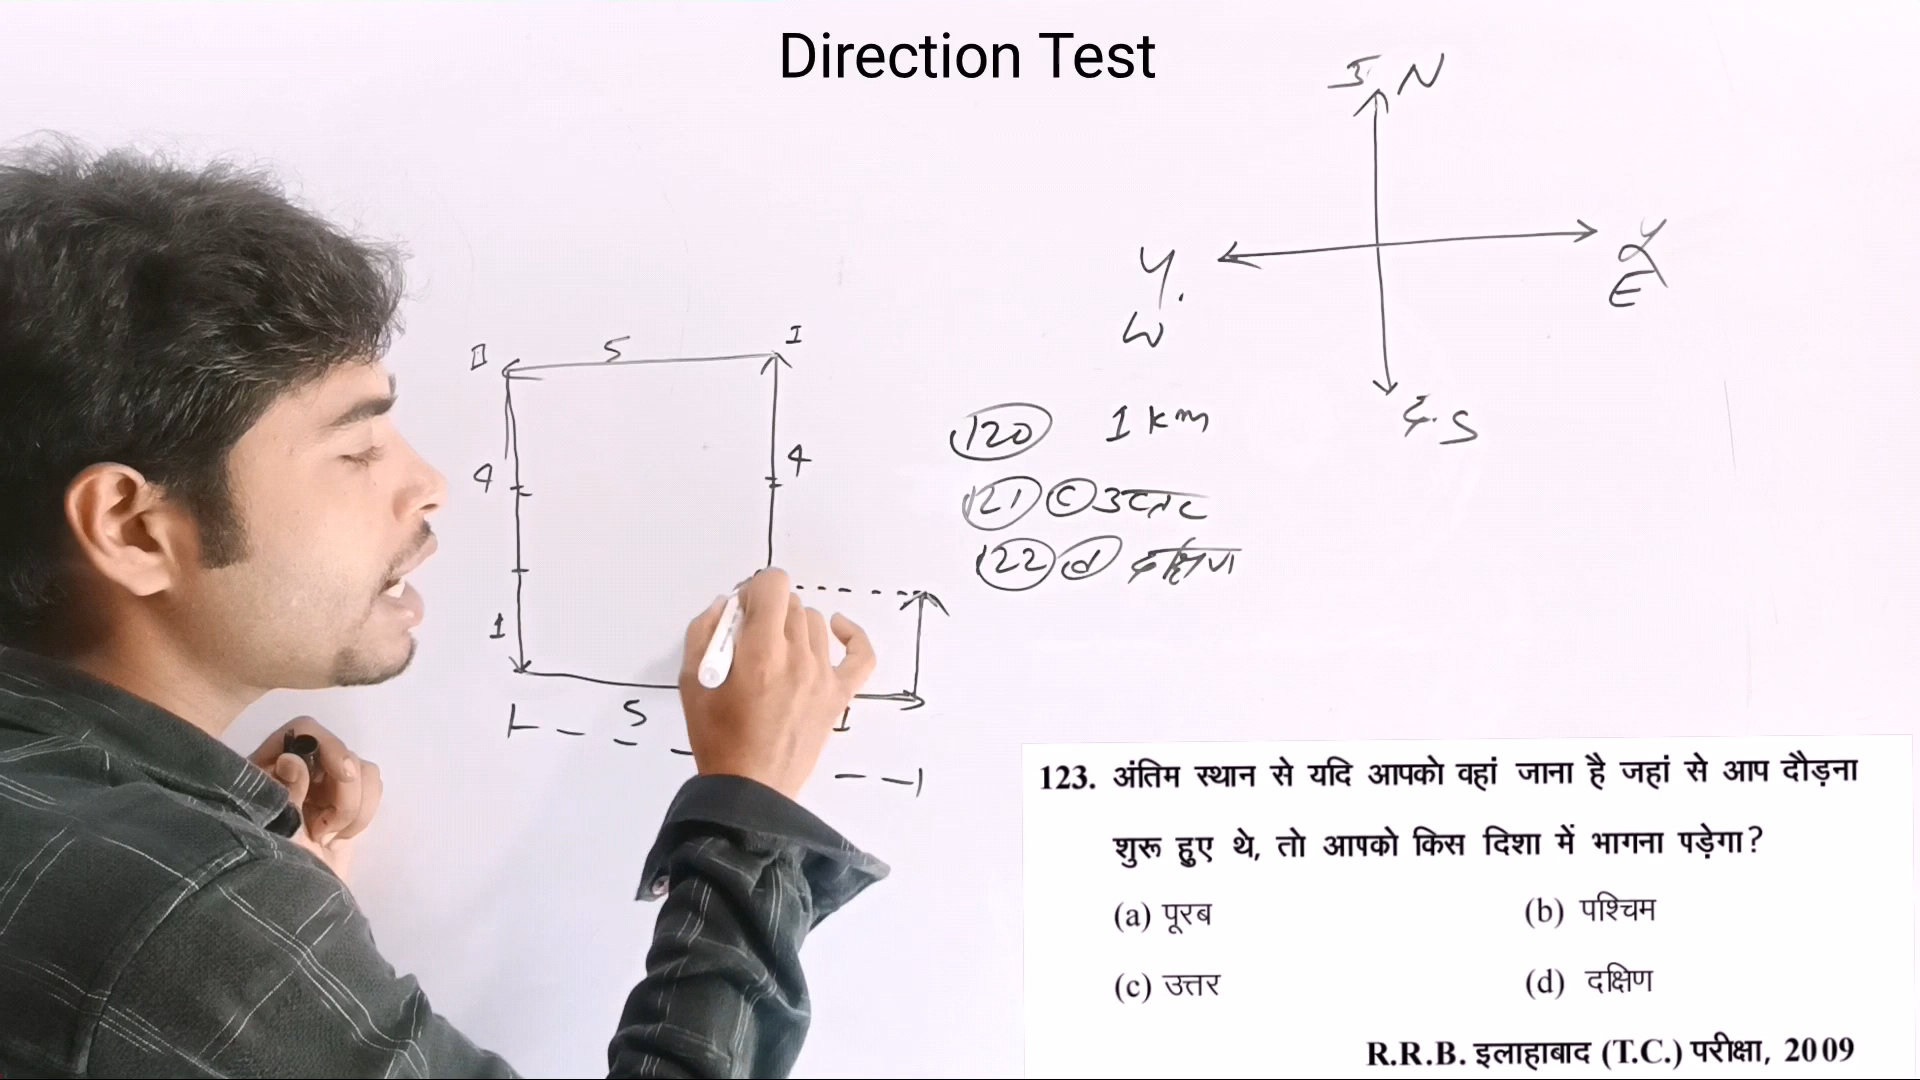 Direction Test
उ. N
पू
E
प.
W
द. S
5
4
4
1
5
1
120 1 km
121 (c) उत्तर
122 (d) दक्षिण
123. अंतिम स्थान से यदि आपको वहां जाना है जहां से आप दौड़ना
शुरू हुए थे, तो आपको किस दिशा में भागना पड़ेगा?
(a) पूरब (b) पश्चिम
(c) उत्तर (d) दक्षिण
R.R.B. इलाहाबाद (T.C.) परीक्षा, 2009